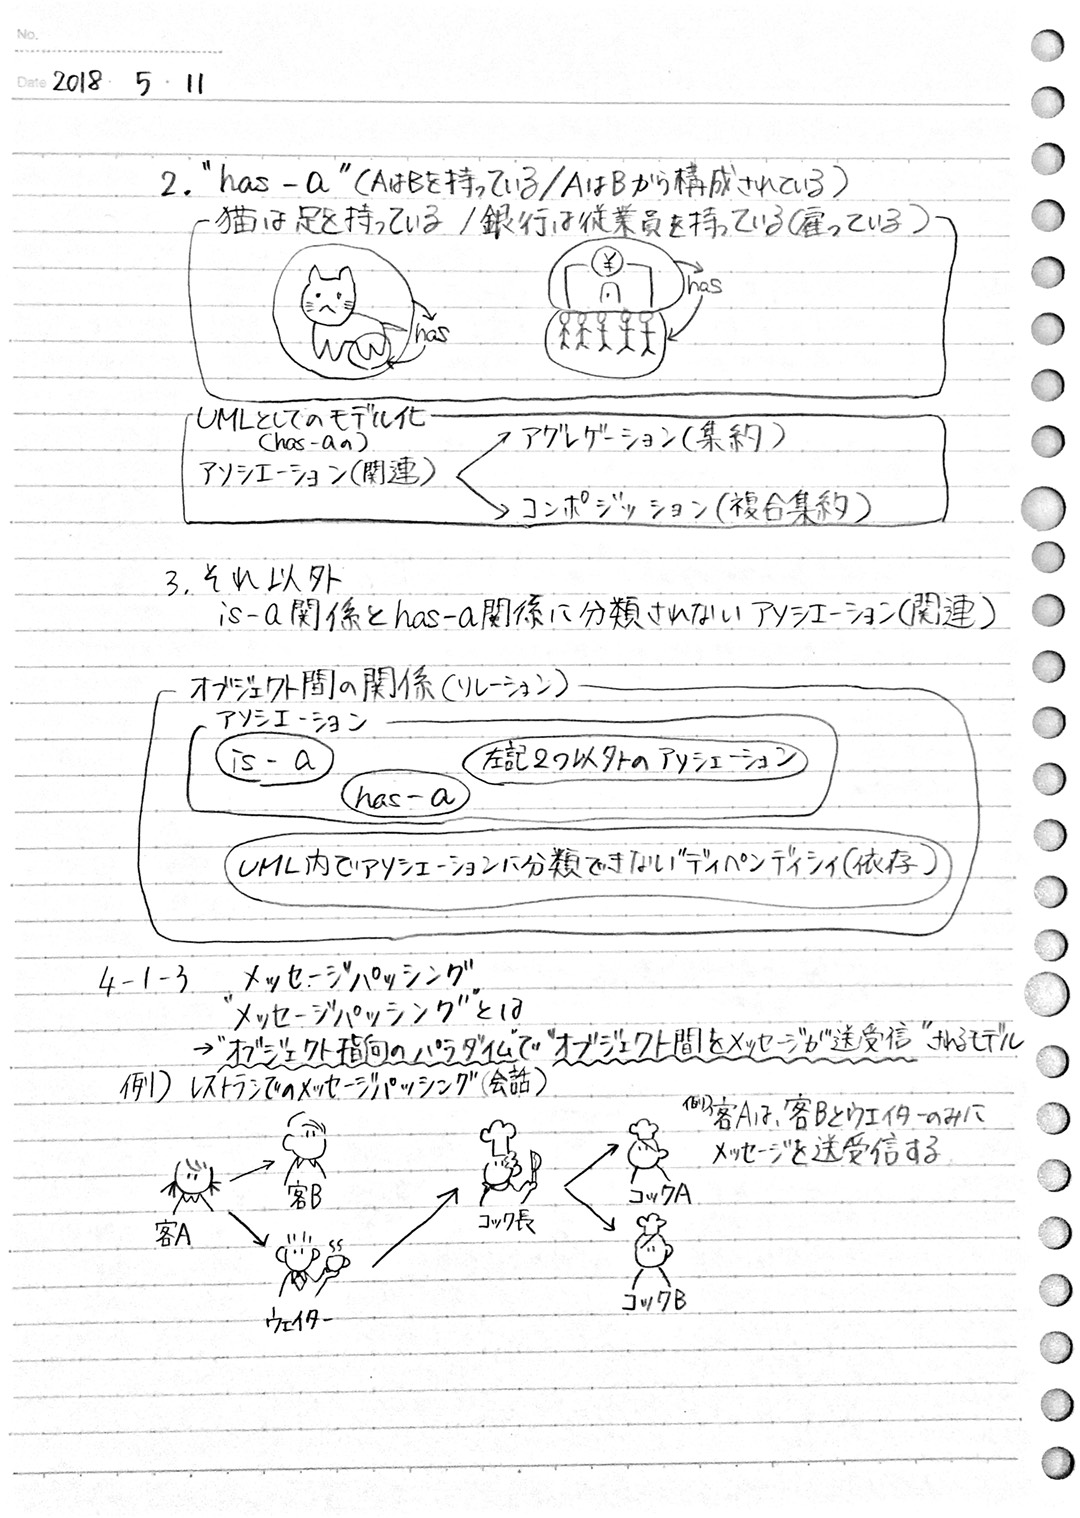 No.
Date 2018・5・11
2. "has-a" (AはBを持っている/AはBから構成されている)
猫は足を持っている / 銀行は従業員を持っている(雇っている)
¥
has
has
UMLとしてのモデル化
(has-aの)
アソシエーション(関連)
アグレゲーション(集約)
コンポジッション(複合集約)
3. それ以外
is-a関係とhas-a関係に分類されないアソシエーション(関連)
オブジェクト間の関係(リレーション)
アソシエーション
is-a
左記2つ以外のアソシエーション
has-a
UML内でアソシエーションに分類できない"ディペンディシィ(依存)
4-1-3 メッセージパッシング
"メッセージパッシング"とは
→"オブジェクト指向のパラダイム"で"オブジェクト間をメッセージが送受信"されるモデル
例1) レストランでのメッセージパッシング(会話)
例) 客Aは、客Bとウエイターのみに
メッセージを送受信する
客A
客B
ウェイター
コック長
コックA
コックB